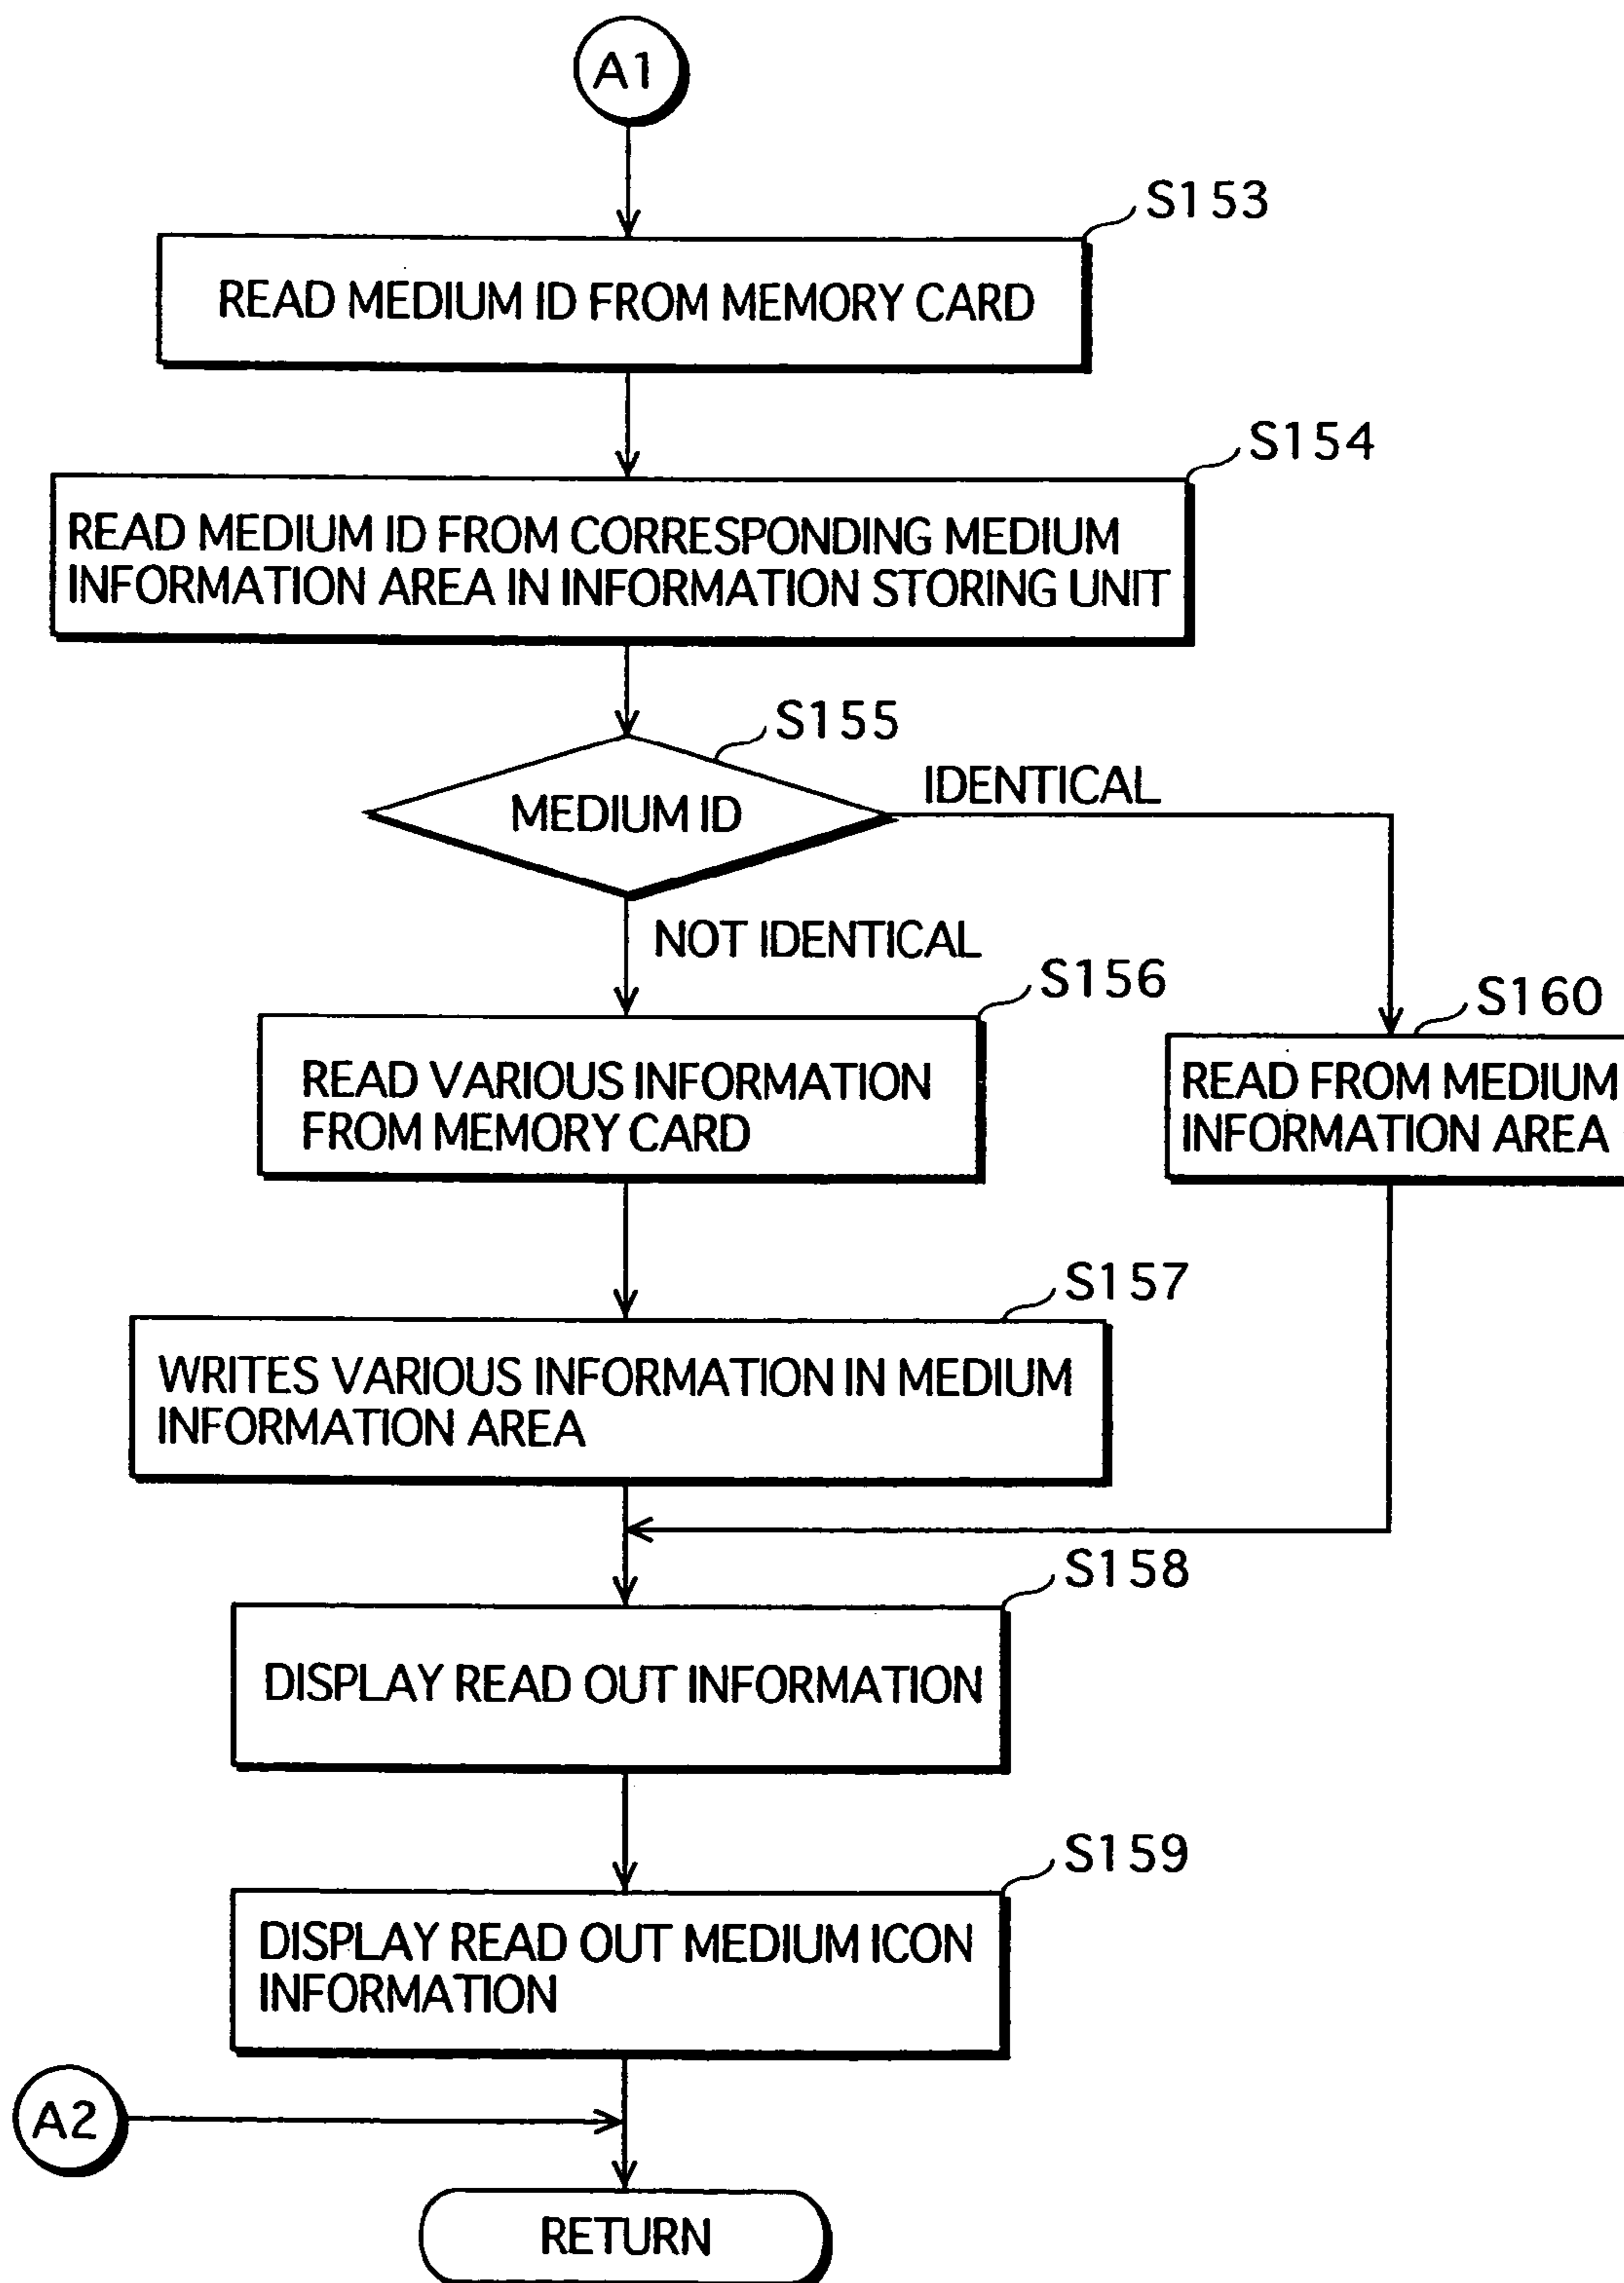 A1
S153
READ MEDIUM ID FROM MEMORY CARD
S154
READ MEDIUM ID FROM CORRESPONDING MEDIUM
INFORMATION AREA IN INFORMATION STORING UNIT
S155
MEDIUM ID
IDENTICAL
NOT IDENTICAL
S156
READ VARIOUS INFORMATION
FROM MEMORY CARD
S160
READ FROM MEDIUM
INFORMATION AREA
S157
WRITES VARIOUS INFORMATION IN MEDIUM
INFORMATION AREA
S158
DISPLAY READ OUT INFORMATION
S159
DISPLAY READ OUT MEDIUM ICON
INFORMATION
A2
RETURN